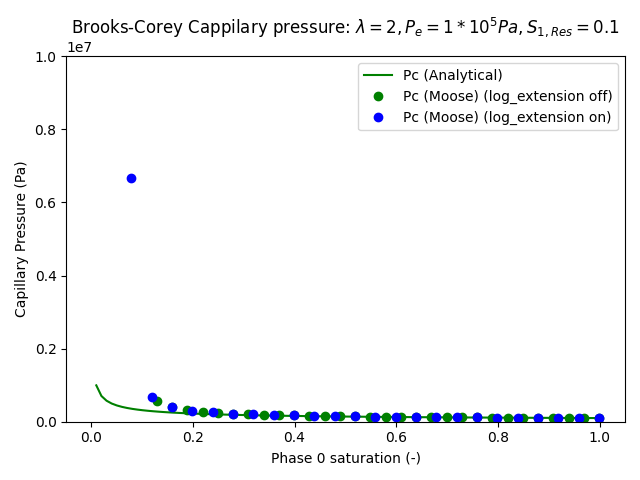 Brooks-Corey Cappilary pressure: λ = 2, P_e = 1 * 10^5 Pa, S_{1,Res} = 0.1
1e7
1.0
0.8
0.6
0.4
0.2
0.0
Capillary Pressure (Pa)
Pc (Analytical)
Pc (Moose) (log_extension off)
Pc (Moose) (log_extension on)
0.0 0.2 0.4 0.6 0.8 1.0
Phase 0 saturation (-)